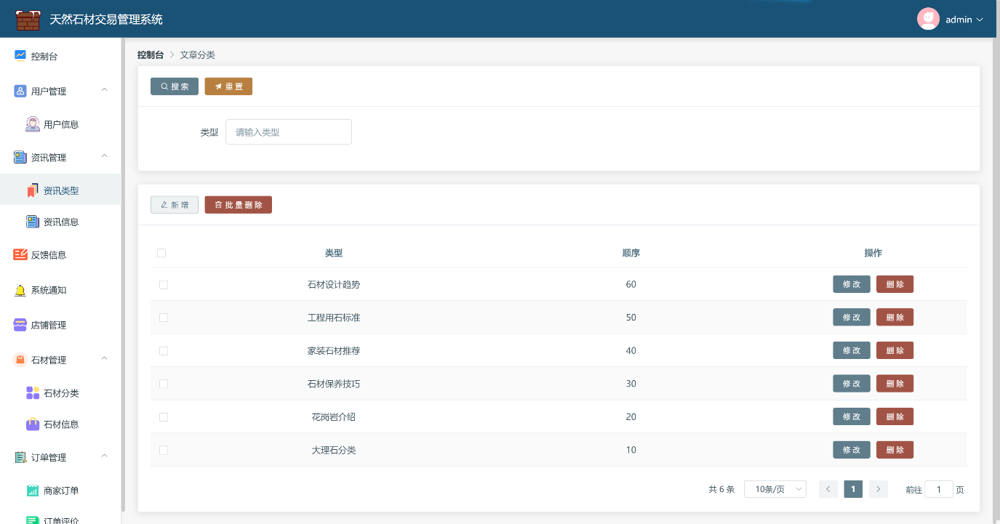 天然石材交易管理系统
admin
控制台
用户管理
用户信息
资讯管理
资讯类型
资讯信息
反馈信息
系统通知
店铺管理
石材管理
石材分类
石材信息
订单管理
商家订单
订单评价
控制台 > 文章分类
搜索 重置
类型 请输入类型
新增 批量删除
类型 顺序 操作
石材设计趋势 60 修改 删除
工程用石标准 50 修改 删除
家装石材推荐 40 修改 删除
石材保养技巧 30 修改 删除
花岗岩介绍 20 修改 删除
大理石分类 10 修改 删除
共 6 条 10条/页 1 前往 1 页